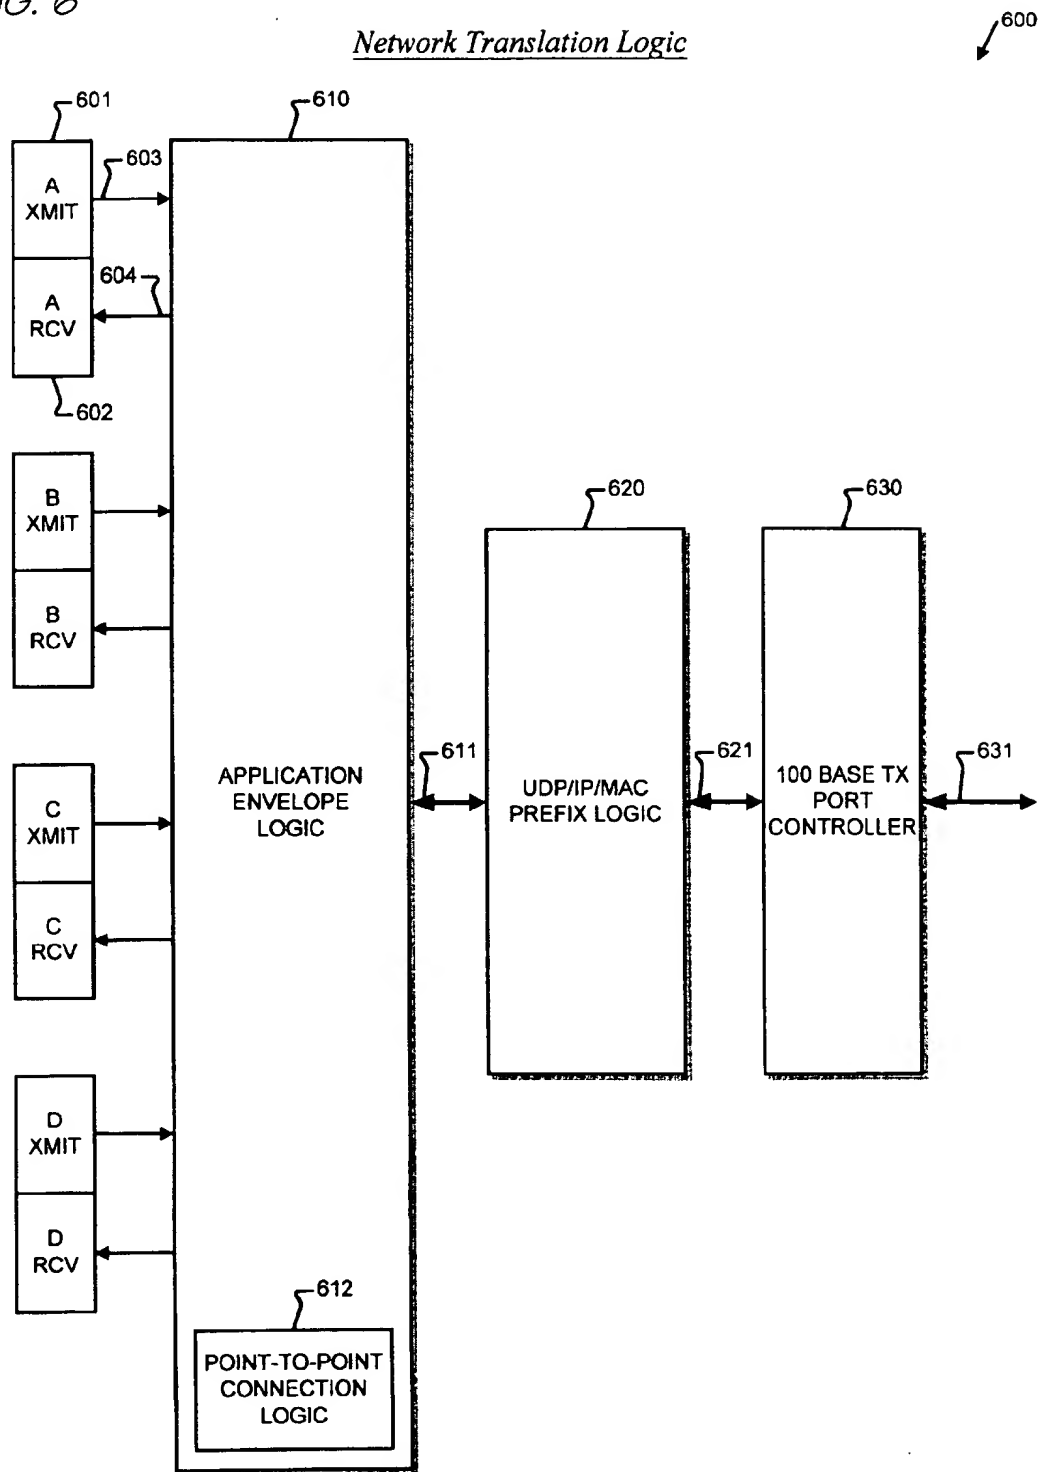 G. 6
Network Translation Logic
600
601
610
A
XMIT
603
A
RCV
604
602
B
XMIT
B
RCV
620
630
C
XMIT
C
RCV
APPLICATION
ENVELOPE
LOGIC
611
UDP/IP/MAC
PREFIX LOGIC
621
100 BASE TX
PORT
CONTROLLER
631
D
XMIT
D
RCV
612
POINT-TO-POINT
CONNECTION
LOGIC